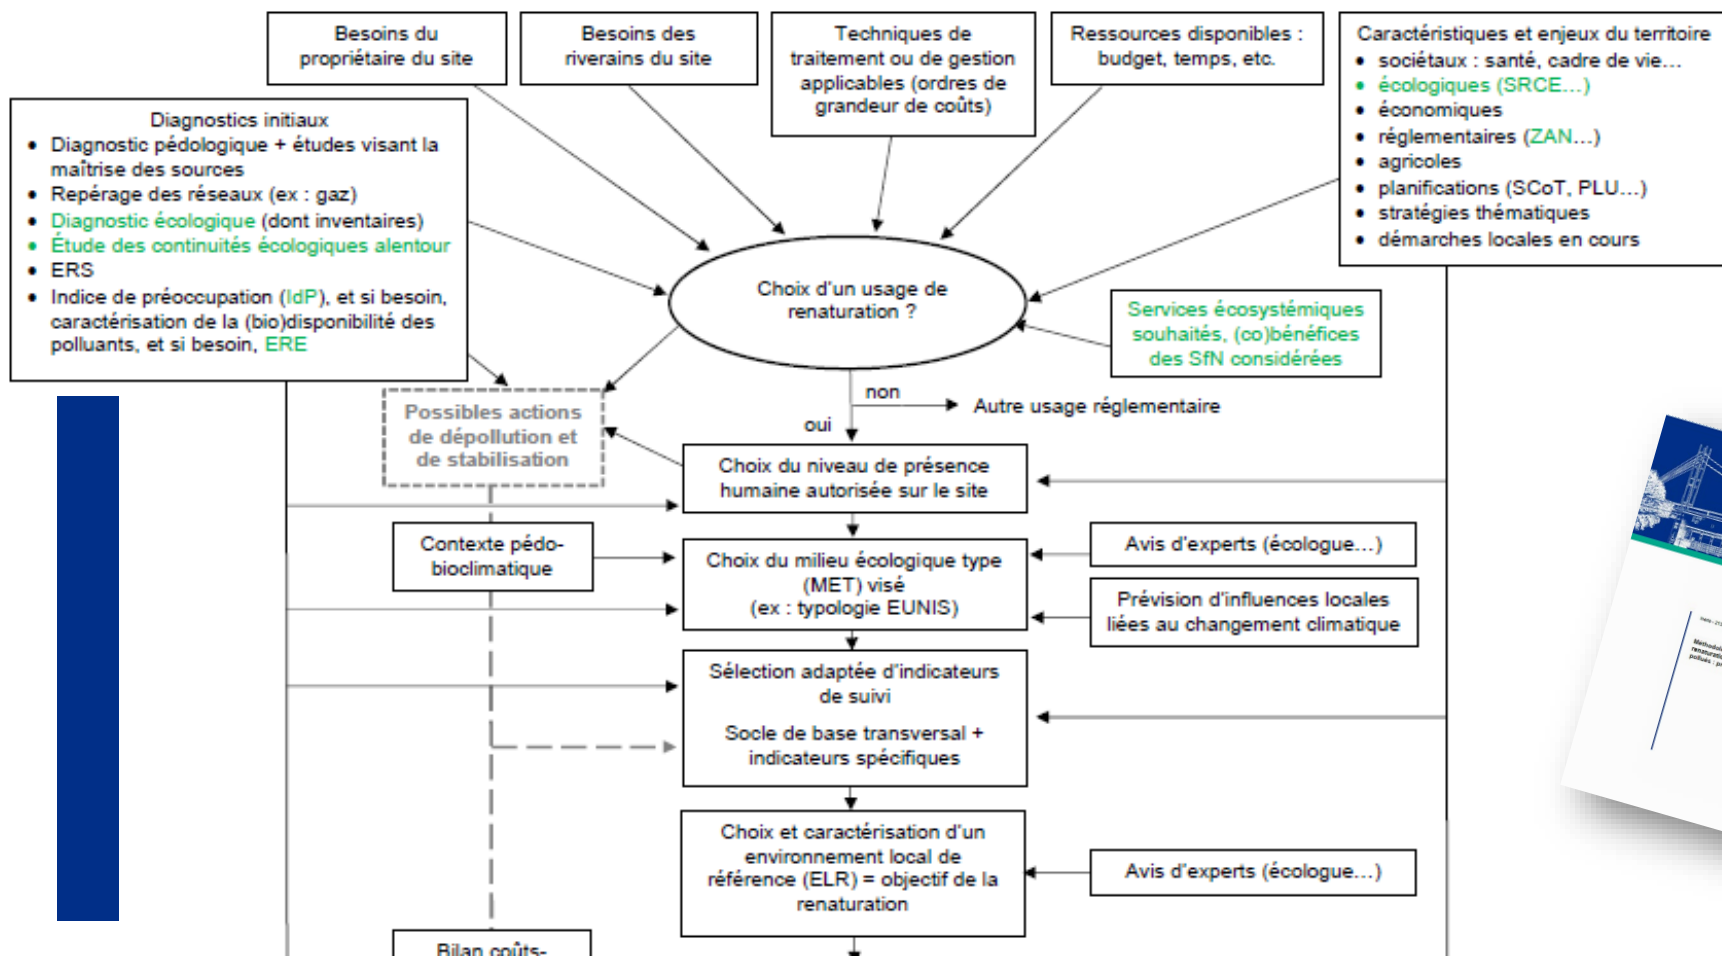 Besoins du
propriétaire du site
Besoins des
riverains du site
Techniques de
traitement ou de gestion
applicables (ordres de
grandeur de coûts)
Ressources disponibles :
budget, temps, etc.
Caractéristiques et enjeux du territoire
• sociétaux : santé, cadre de vie…
• écologiques (SRCE…)
• économiques
• réglementaires (ZAN…)
• agricoles
• planifications (SCoT, PLU…)
• stratégies thématiques
• démarches locales en cours
Diagnostics initiaux
• Diagnostic pédologique + études visant la
maîtrise des sources
• Repérage des réseaux (ex : gaz)
• Diagnostic écologique (dont inventaires)
• Étude des continuités écologiques alentour
• ERS
• Indice de préoccupation (IdP), et si besoin,
caractérisation de la (bio)disponibilité des
polluants, et si besoin, ERE
Choix d'un usage de
renaturation ?
Services écosystémiques
souhaités, (co)bénéfices
des SfN considérées
non
Autre usage réglementaire
oui
Possibles actions
de dépollution et
de stabilisation
Choix du niveau de présence
humaine autorisée sur le site
Contexte pédo-
bioclimatique
Choix du milieu écologique type
(MET) visé
(ex : typologie EUNIS)
Avis d'experts (écologue…)
Prévision d'influences locales
liées au changement climatique
Sélection adaptée d'indicateurs
de suivi
Socle de base transversal +
indicateurs spécifiques
Choix et caractérisation d'un
environnement local de
référence (ELR) = objectif de la
renaturation
Avis d'experts (écologue…)
Bilan coûts-